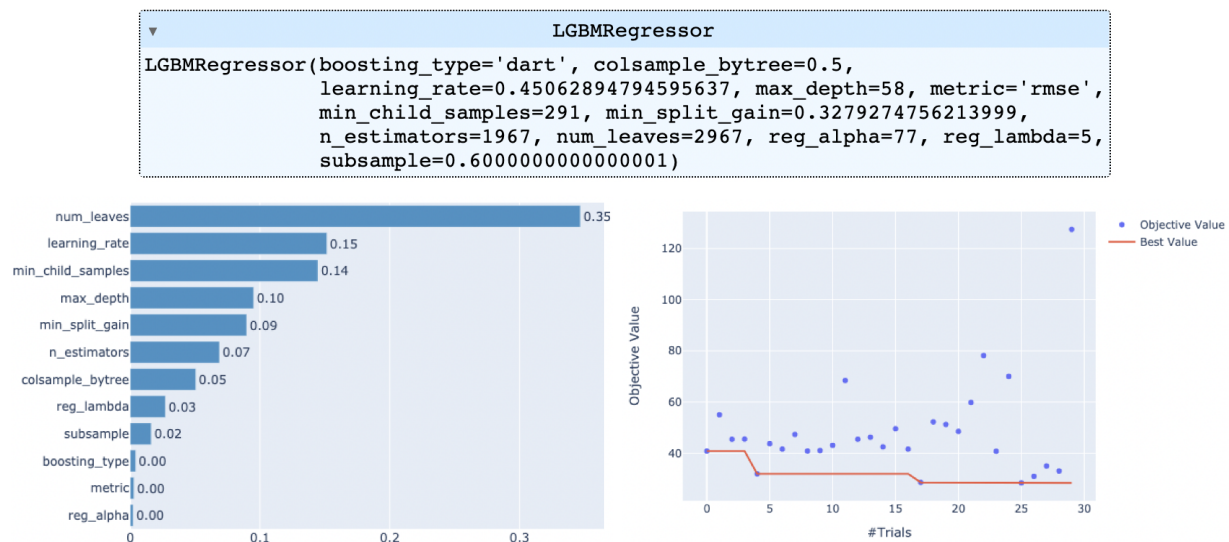 LGBMRegressor
LGBMRegressor(boosting_type='dart', colsample_bytree=0.5,
learning_rate=0.45062894794595637, max_depth=58, metric='rmse',
min_child_samples=291, min_split_gain=0.3279274756213999,
n_estimators=1967, num_leaves=2967, reg_alpha=77, reg_lambda=5,
subsample=0.6000000000000001)
num_leaves 0.35
learning_rate 0.15
min_child_samples 0.14
max_depth 0.10
min_split_gain 0.09
n_estimators 0.07
colsample_bytree 0.05
reg_lambda 0.03
subsample 0.02
boosting_type 0.00
metric 0.00
reg_alpha 0.00
0 0.1 0.2 0.3
Objective Value
120
100
80
60
40
0 5 10 15 20 25 30
#Trials
Objective Value
Best Value